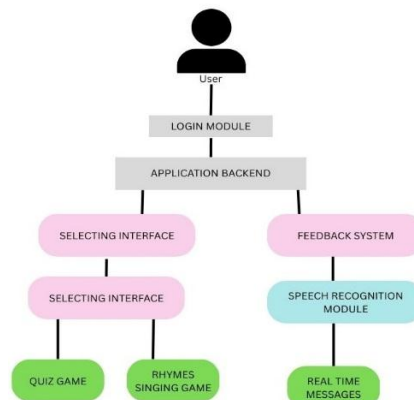 User
LOGIN MODULE
APPLICATION BACKEND
SELECTING INTERFACE
FEEDBACK SYSTEM
SELECTING INTERFACE
SPEECH RECOGNITION
MODULE
QUIZ GAME
RHYMES
SINGING GAME
REAL TIME
MESSAGES